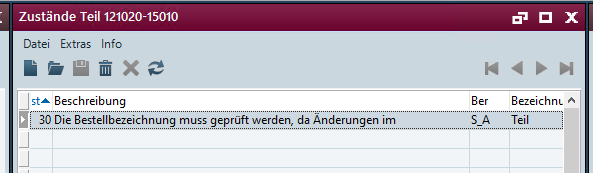 Zustände Teil 121020-15010
Datei Extras Info
st Beschreibung Ber Bezeichnu
30 Die Bestellbezeichnung muss geprüft werden, da Änderungen im S_A Teil